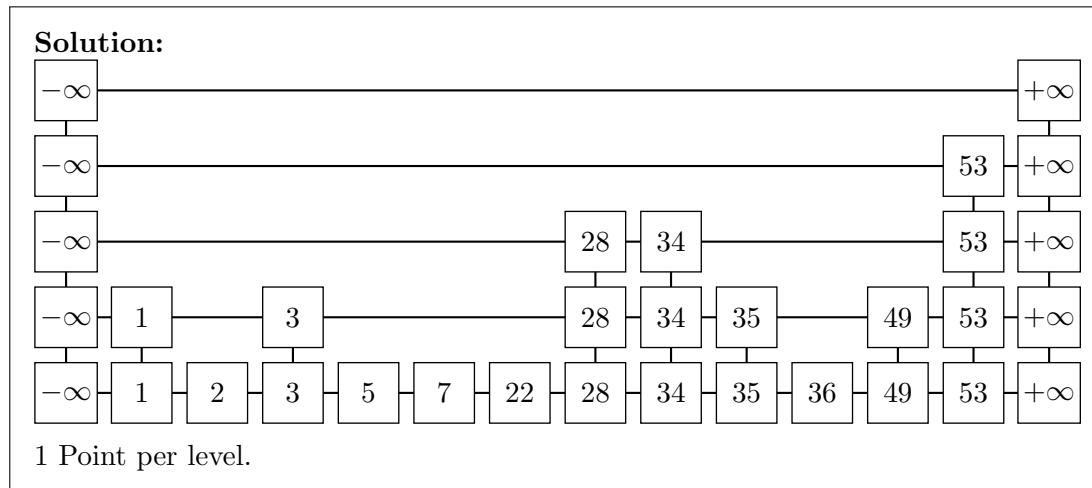 Solution:
−∞ +∞
−∞ 53 +∞
−∞ 28 34 53 +∞
−∞ 1 3 28 34 35 49 53 +∞
−∞ 1 2 3 5 7 22 28 34 35 36 49 53 +∞
1 Point per level.